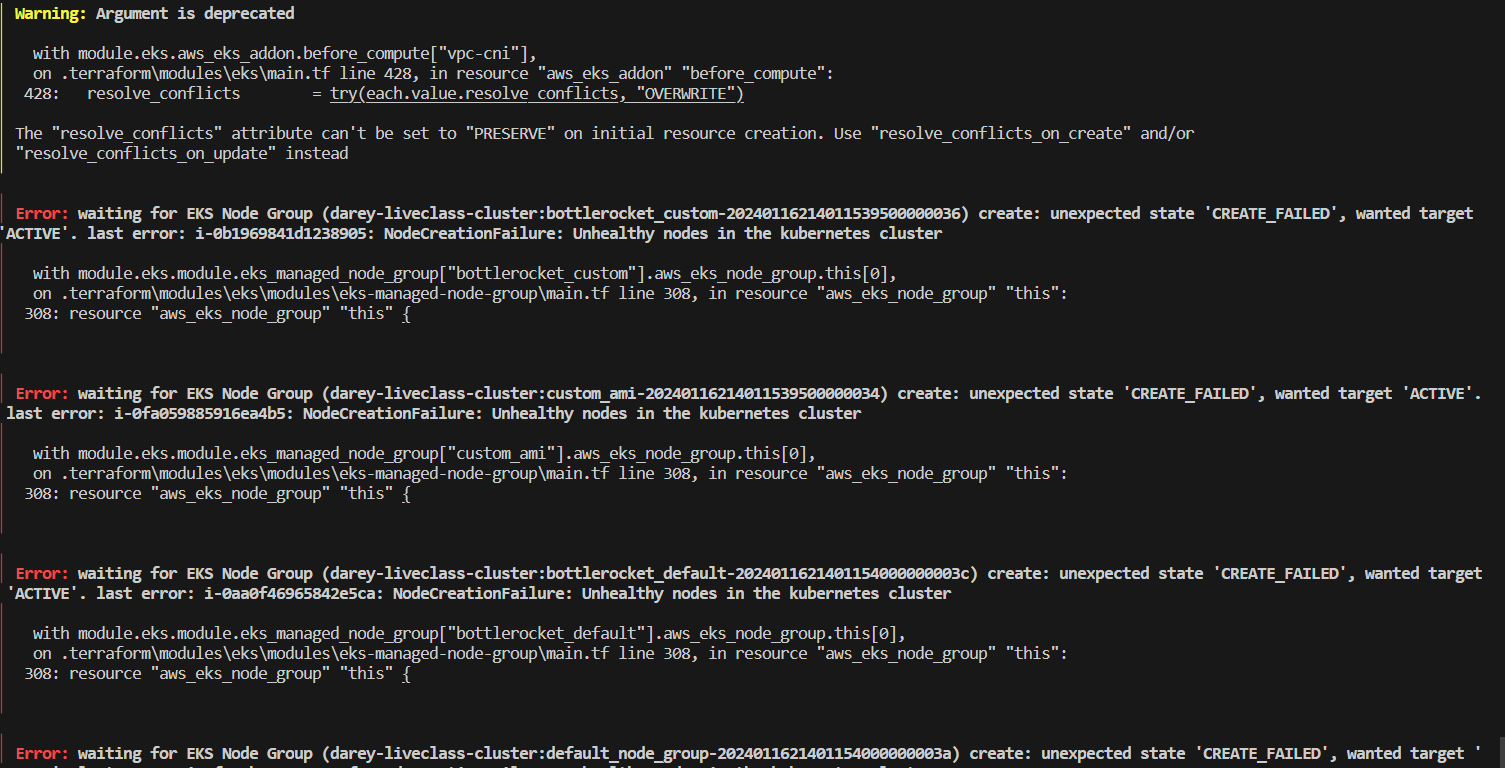 Warning: Argument is deprecated
with module.eks.aws_eks_addon.before_compute["vpc-cni"],
on .terraform\modules\eks\main.tf line 428, in resource "aws_eks_addon" "before_compute":
428:   resolve_conflicts        = try(each.value.resolve_conflicts, "OVERWRITE")
The "resolve_conflicts" attribute can't be set to "PRESERVE" on initial resource creation. Use "resolve_conflicts_on_create" and/or
"resolve_conflicts_on_update" instead
Error: waiting for EKS Node Group (darey-liveclass-cluster:bottlerocket_custom-20240116214011539500000036) create: unexpected state 'CREATE_FAILED', wanted target
'ACTIVE'. last error: i-0b1969841d1238905: NodeCreationFailure: Unhealthy nodes in the kubernetes cluster
with module.eks.module.eks_managed_node_group["bottlerocket_custom"].aws_eks_node_group.this[0],
on .terraform\modules\eks\modules\eks-managed-node-group\main.tf line 308, in resource "aws_eks_node_group" "this":
308: resource "aws_eks_node_group" "this" {
Error: waiting for EKS Node Group (darey-liveclass-cluster:custom_ami-20240116214011539500000034) create: unexpected state 'CREATE_FAILED', wanted target 'ACTIVE'.
last error: i-0fa059885916ea4b5: NodeCreationFailure: Unhealthy nodes in the kubernetes cluster
with module.eks.module.eks_managed_node_group["custom_ami"].aws_eks_node_group.this[0],
on .terraform\modules\eks\modules\eks-managed-node-group\main.tf line 308, in resource "aws_eks_node_group" "this":
308: resource "aws_eks_node_group" "this" {
Error: waiting for EKS Node Group (darey-liveclass-cluster:bottlerocket_default-2024011621401154000000003c) create: unexpected state 'CREATE_FAILED', wanted target
'ACTIVE'. last error: i-0aa0f46965842e5ca: NodeCreationFailure: Unhealthy nodes in the kubernetes cluster
with module.eks.module.eks_managed_node_group["bottlerocket_default"].aws_eks_node_group.this[0],
on .terraform\modules\eks\modules\eks-managed-node-group\main.tf line 308, in resource "aws_eks_node_group" "this":
308: resource "aws_eks_node_group" "this" {
Error: waiting for EKS Node Group (darey-liveclass-cluster:default_node_group-2024011621401154000000003a) create: unexpected state 'CREATE_FAILED', wanted target '